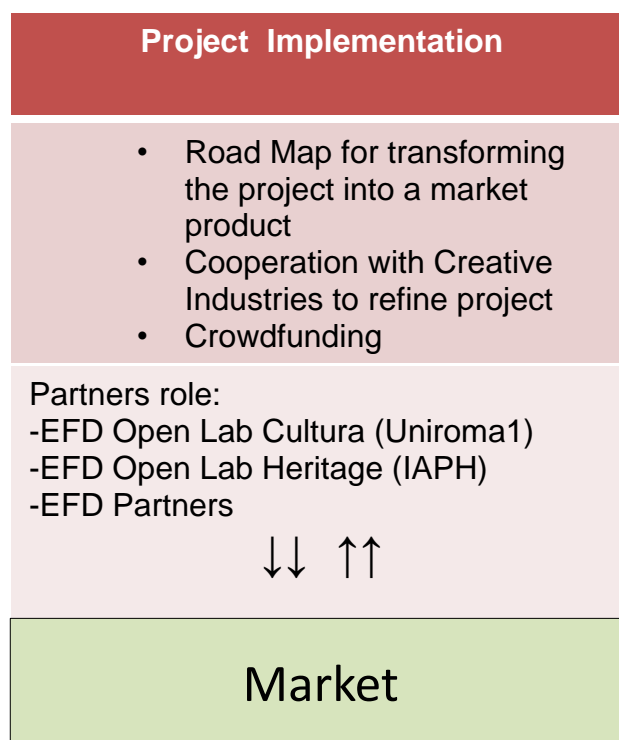 Project Implementation
• Road Map for transforming
the project into a market
product
• Cooperation with Creative
Industries to refine project
• Crowdfunding
Partners role:
-EFD Open Lab Cultura (Uniroma1)
-EFD Open Lab Heritage (IAPH)
-EFD Partners
↓↓ ↑↑
Market